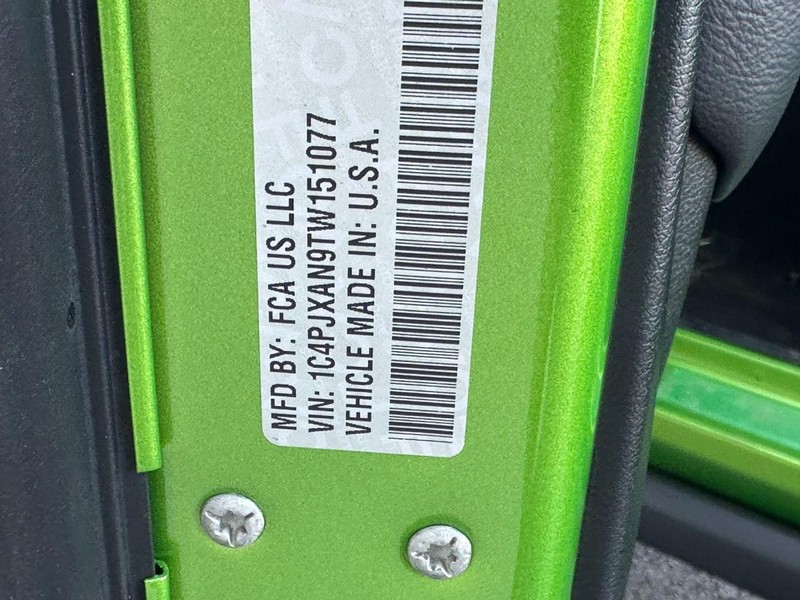 MFD BY: FCA US LLC
VIN: 1C4PJXAN9TW151077
VEHICLE MADE IN: U.S.A.